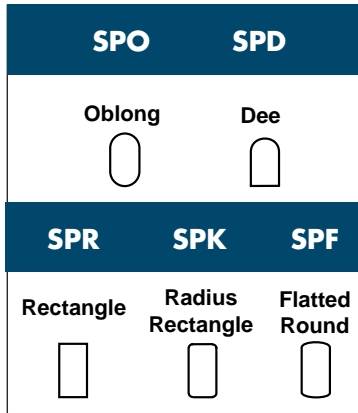 SPO SPD
Oblong Dee
SPR SPK SPF
Rectangle Radius Rectangle Flatted Round